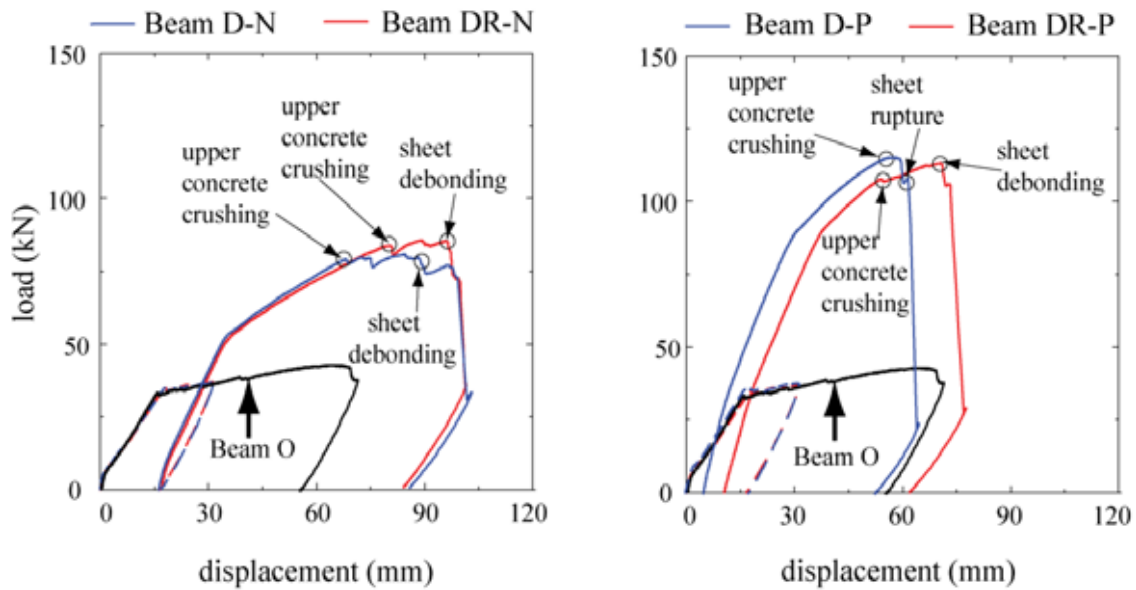 Beam D-N
Beam DR-N
150
100
50
0
load (kN)
upper
concrete
crushing
upper
concrete
crushing
sheet
debonding
sheet
debonding
Beam O
0
30
60
90
120
displacement (mm)
Beam D-P
Beam DR-P
150
100
50
0
upper
concrete
crushing
sheet
rupture
sheet
debonding
upper
concrete
crushing
Beam O
0
30
60
90
120
displacement (mm)